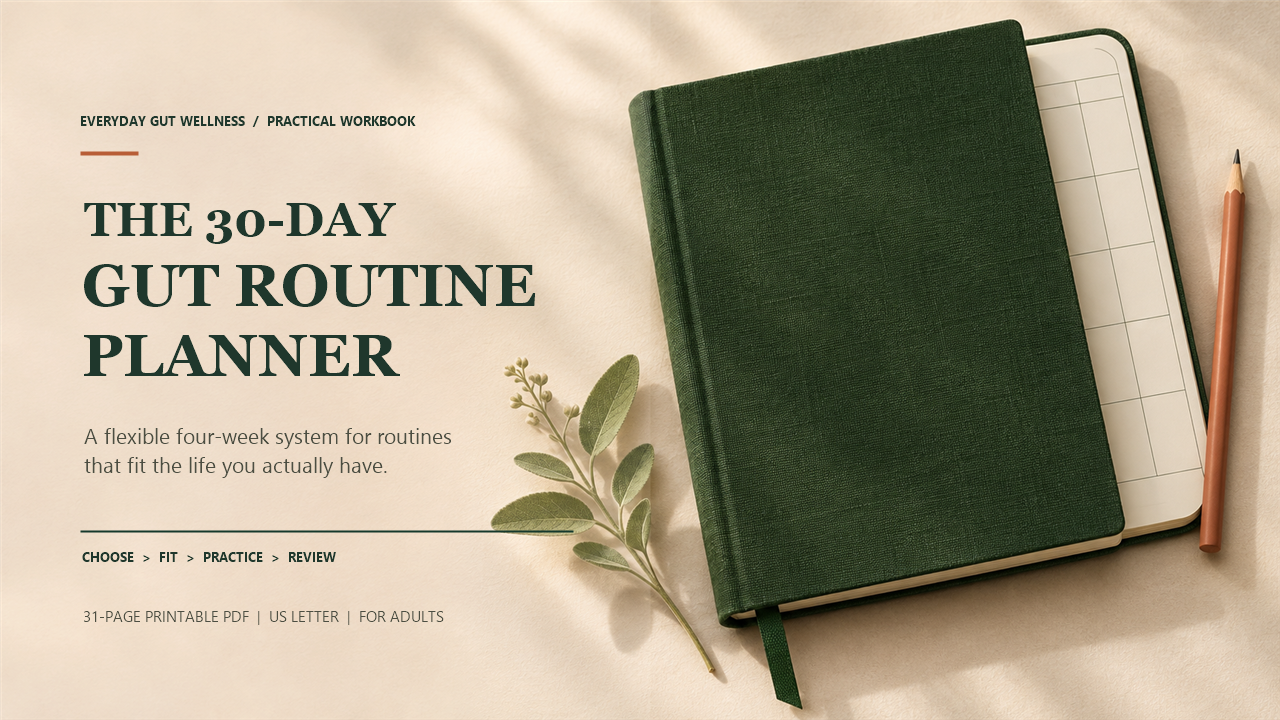 EVERYDAY GUT WELLNESS / PRACTICAL WORKBOOK
THE 30-DAY
GUT ROUTINE
PLANNER
A flexible four-week system for routines
that fit the life you actually have.
CHOOSE > FIT > PRACTICE > REVIEW
31-PAGE PRINTABLE PDF | US LETTER | FOR ADULTS